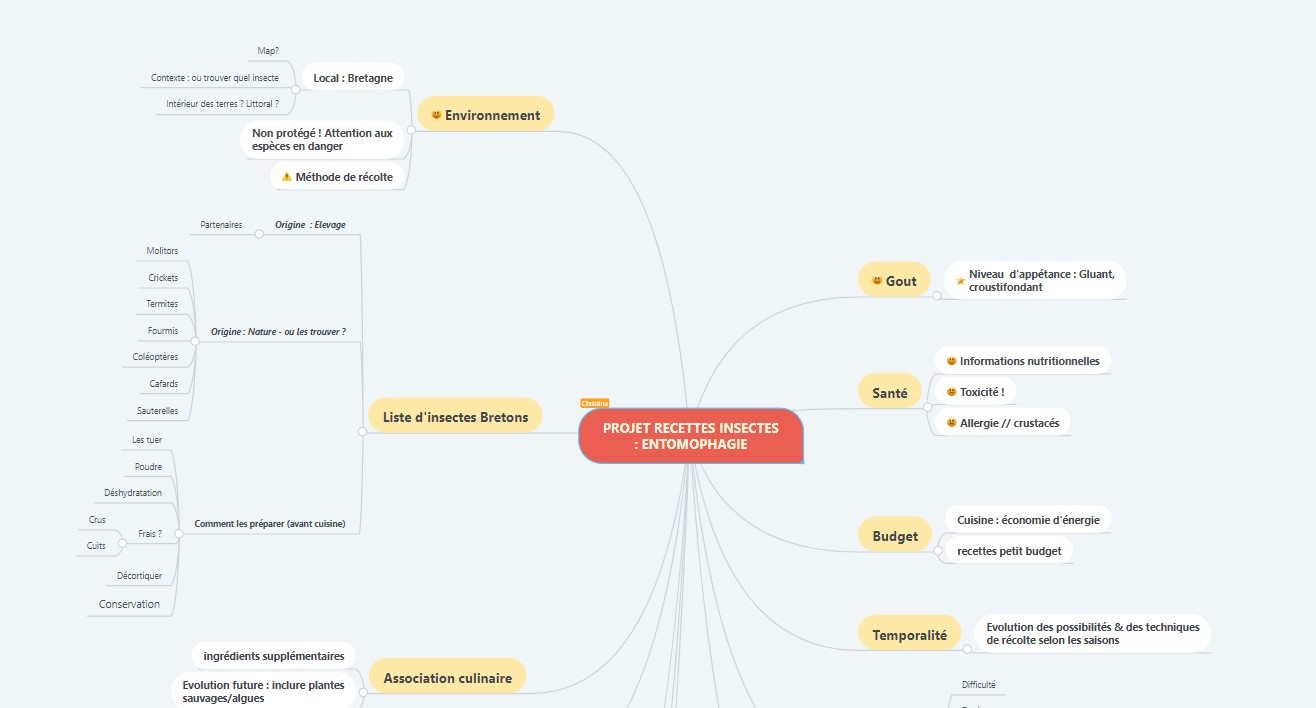 Map?
Contexte : ou trouver quel insecte
Intérieur des terres ? Littoral ?
Local : Bretagne
Non protégé ! Attention aux
espèces en danger
Méthode de récolte
Environnement
Partenaires
Origine : Elevage
Molitors
Crickets
Termites
Fourmis
Coléoptères
Cafards
Sauterelles
Origine : Nature - ou les trouver ?
Les tuer
Poudre
Déshydratation
Crus
Cuits
Frais ?
Décortiquer
Conservation
Comment les préparer (avant cuisine)
Liste d'insectes Bretons
ingrédients supplémentaires
Evolution future : inclure plantes
sauvages/algues
Association culinaire
Christine
PROJET RECETTES INSECTES
: ENTOMOPHAGIE
Gout
Niveau d'appétance : Gluant,
croustifondant
Santé
Informations nutritionnelles
Toxicité !
Allergie // crustacés
Budget
Cuisine : économie d'énergie
recettes petit budget
Temporalité
Evolution des possibilités & des techniques
de récolte selon les saisons
Difficulté